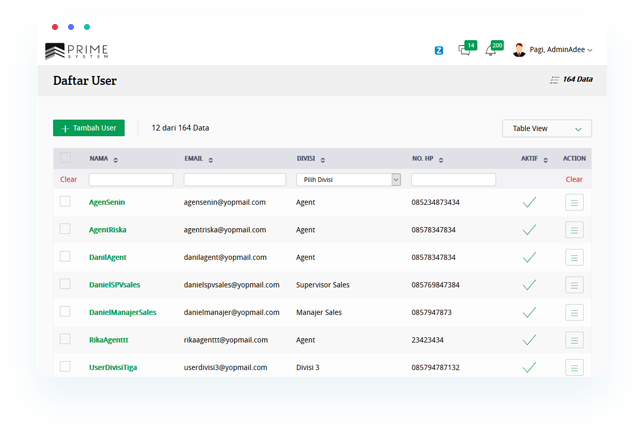 PRIME
SYSTEM
Z
14
200
Pagi, AdminAdee
Daftar User
164 Data
+ Tambah User
12 dari 164 Data
Table View
NAMA EMAIL DIVISI NO. HP AKTIF ACTION
Clear Pilih Divisi Clear
AgenSenin agensenin@yopmail.com Agent 085234873434
AgentRiska agentriska@yopmail.com Agent 08578347834
DanilAgent danilagent@yopmail.com Agent 08578347834
DanielSPVsales danielspvsales@yopmail.com Supervisor Sales 085769847384
DanielManajerSales danielmanajer@yopmail.com Manajer Sales 0857947873
RikaAgenttt rikaagenttt@yopmail.com Agent 23423434
UserDivisiTiga userdivisi3@yopmail.com Divisi 3 085794787132